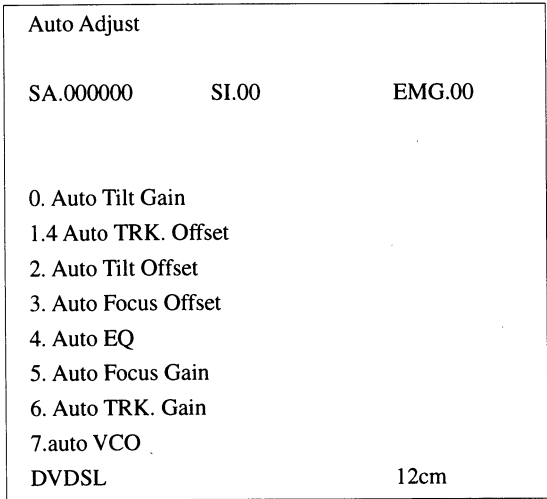 Auto Adjust
SA.000000 SI.00 EMG.00
0. Auto Tilt Gain
1.4 Auto TRK. Offset
2. Auto Tilt Offset
3. Auto Focus Offset
4. Auto EQ
5. Auto Focus Gain
6. Auto TRK. Gain
7.auto VCO
DVDSL 12cm